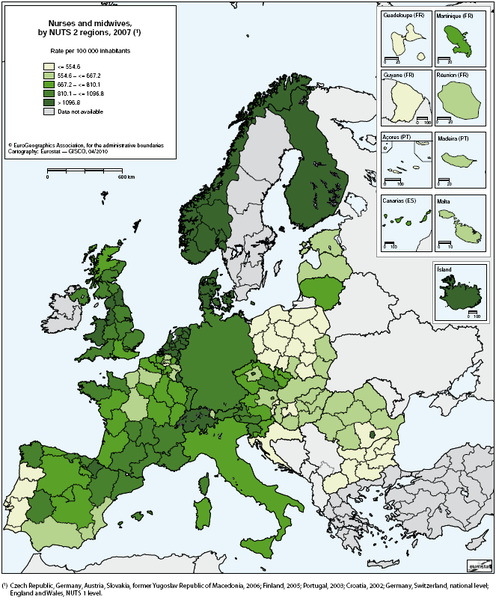 Nurses and midwives,
by NUTS 2 regions, 2007 (¹)
Rate per 100 000 inhabitants
<= 554.6
554.6 – <= 667.2
667.2 – <= 810.1
810.1 – <= 1096.8
> 1096.8
Data not available
© EuroGeographics Association, for the administrative boundaries
Cartography: Eurostat — GISCO, 04/2010
0 600 km
Guadeloupe (FR)
Martinique (FR)
Guyane (FR)
Réunion (FR)
Açores (PT)
Madeira (PT)
Canarias (ES)
Malta
Ísland
0 100
eurostat
(¹) Czech Republic, Germany, Austria, Slovakia, former Yugoslav Republic of Macedonia, 2006; Finland, 2005; Portugal, 2003; Croatia, 2002; Germany, Switzerland, national level;
England and Wales, NUTS 1 level.